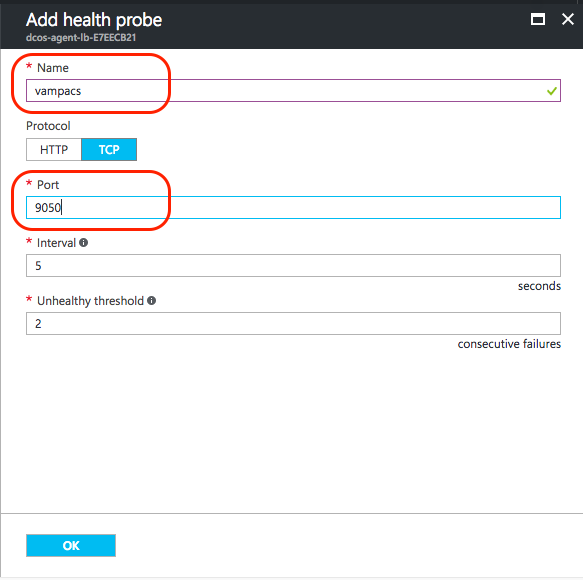 Add health probe
dcos-agent-lb-E7EECB21
* Name
vampacs
Protocol
HTTP TCP
* Port
9050
* Interval
5
seconds
* Unhealthy threshold
2
consecutive failures
OK